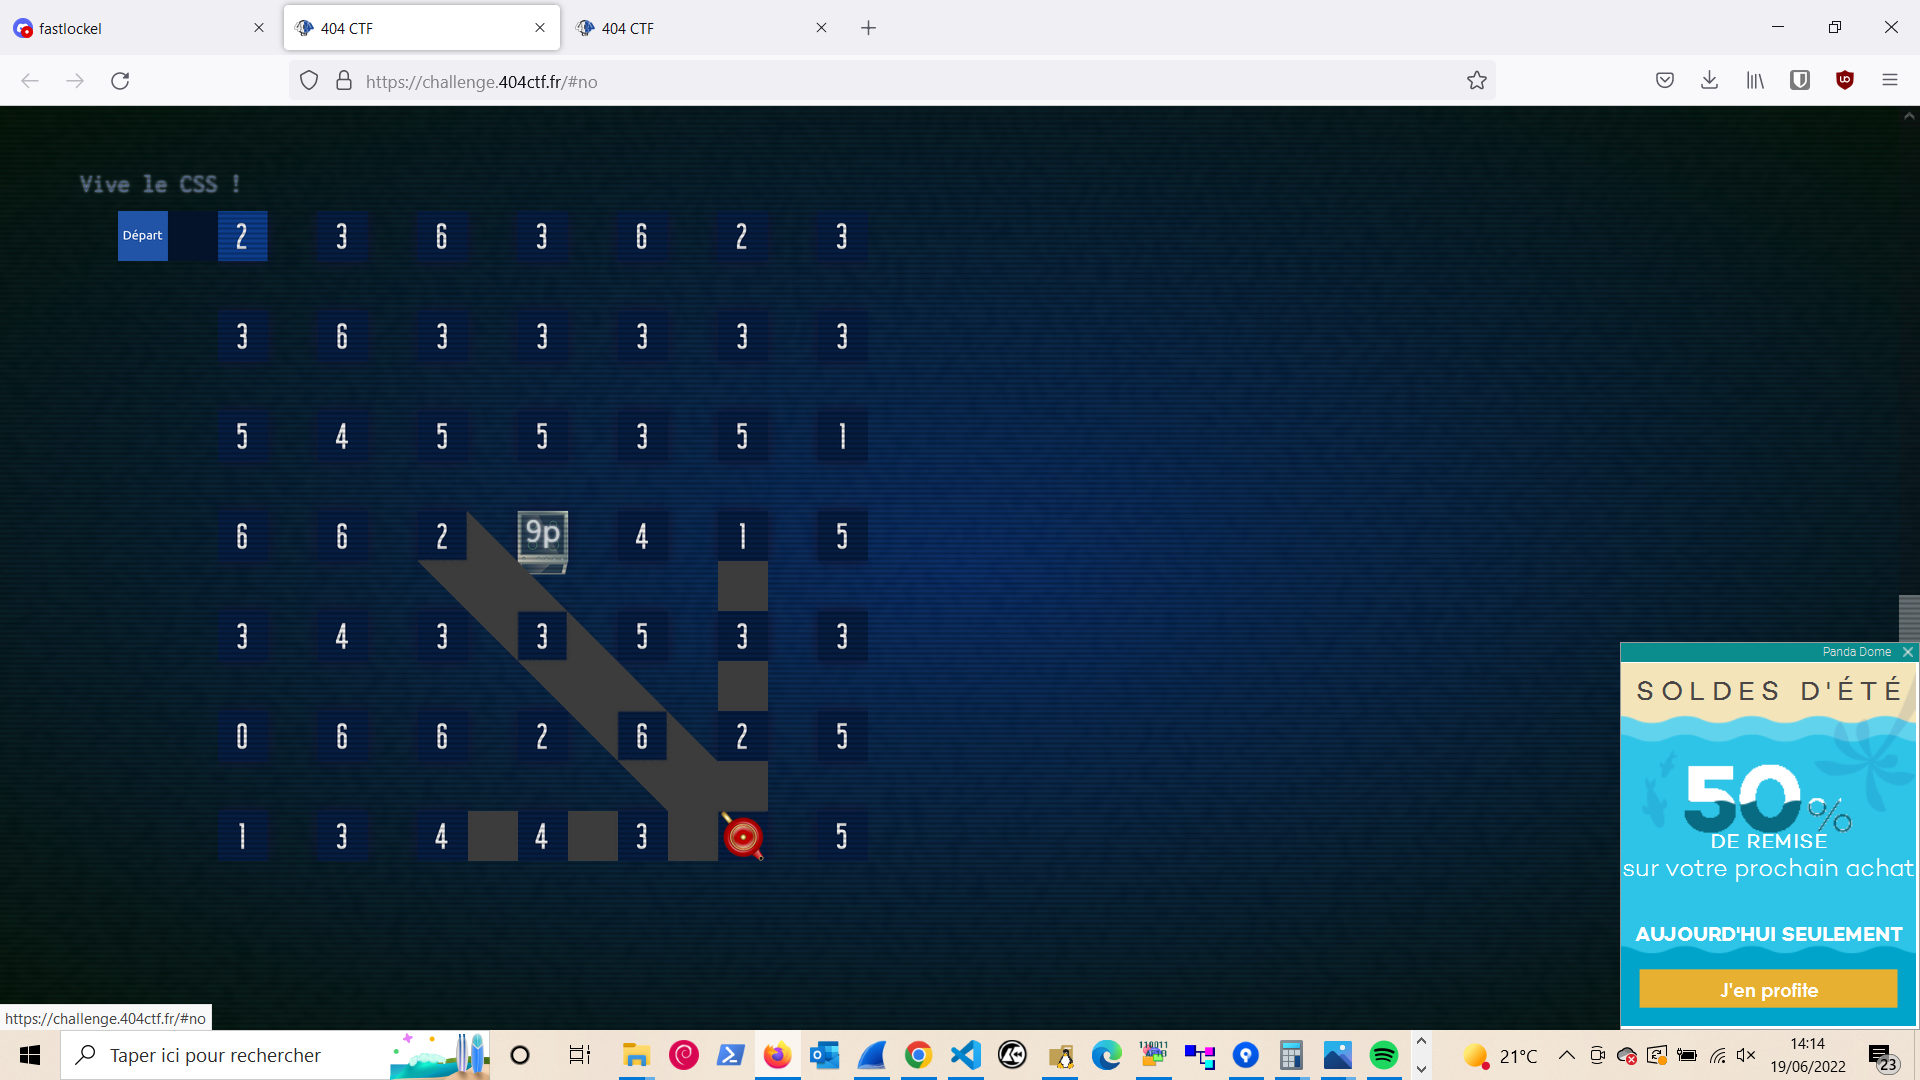 fastlockel
404 CTF
404 CTF
https://challenge.404ctf.fr/#no
Vive le CSS !
Départ 2 3 6 3 6 2 3
3 6 3 3 3 3 3
5 4 5 5 3 5 1
6 6 2 9p 4 1 5
3 4 3 3 5 3 3
0 6 6 2 6 2 5
1 3 4 4 3 5
Panda Dome
SOLDES D'ÉTÉ
50%
DE REMISE
sur votre prochain achat
AUJOURD'HUI SEULEMENT
J'en profite
https://challenge.404ctf.fr/#no
Taper ici pour rechercher
21°C
14:14
19/06/2022
23